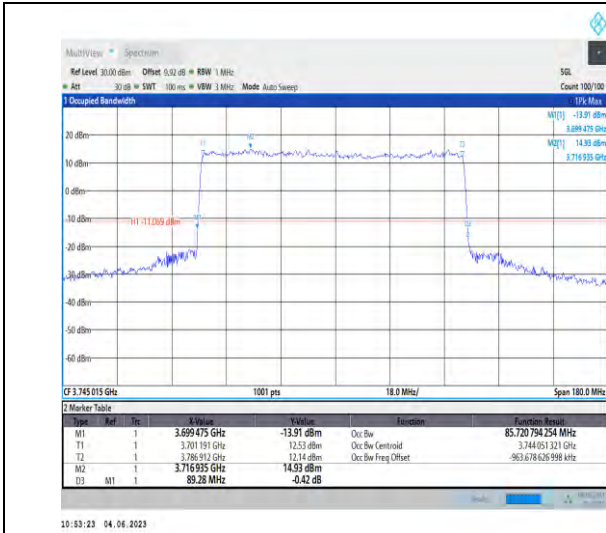 MultiView Spectrum
Ref Level 30.00 dBm Offset 9.92 dB RBW 1 MHz SGL
Att 30 dB SWT 100 ms VBW 3 MHz Mode Auto Sweep Count 100/100
1 Occupied Bandwidth 1Pk Max
M1[1] -13.91 dBm
3.699 475 GHz
M2[1] 14.93 dBm
3.716 935 GHz
20 dBm
10 dBm
0 dBm
-10 dBm
H1 -11.069 dBm
-20 dBm
-30 dBm
-40 dBm
-50 dBm
-60 dBm
T1
M2
T2
M1
D3
CF 3.745 015 GHz 1001 pts 18.0 MHz/ Span 180.0 MHz
2 Marker Table
Type Ref Trc X-Value Y-Value Function Function Result
M1 1 3.699 475 GHz -13.91 dBm Occ Bw 85.720 794 254 MHz
T1 1 3.701 191 GHz 12.53 dBm Occ Bw Centroid 3.744 051 321 GHz
T2 1 3.786 912 GHz 12.14 dBm Occ Bw Freq Offset -963.678 626 998 kHz
M2 1 3.716 935 GHz 14.93 dBm
D3 M1 1 89.28 MHz -0.42 dB
10:53:23 04.06.2023